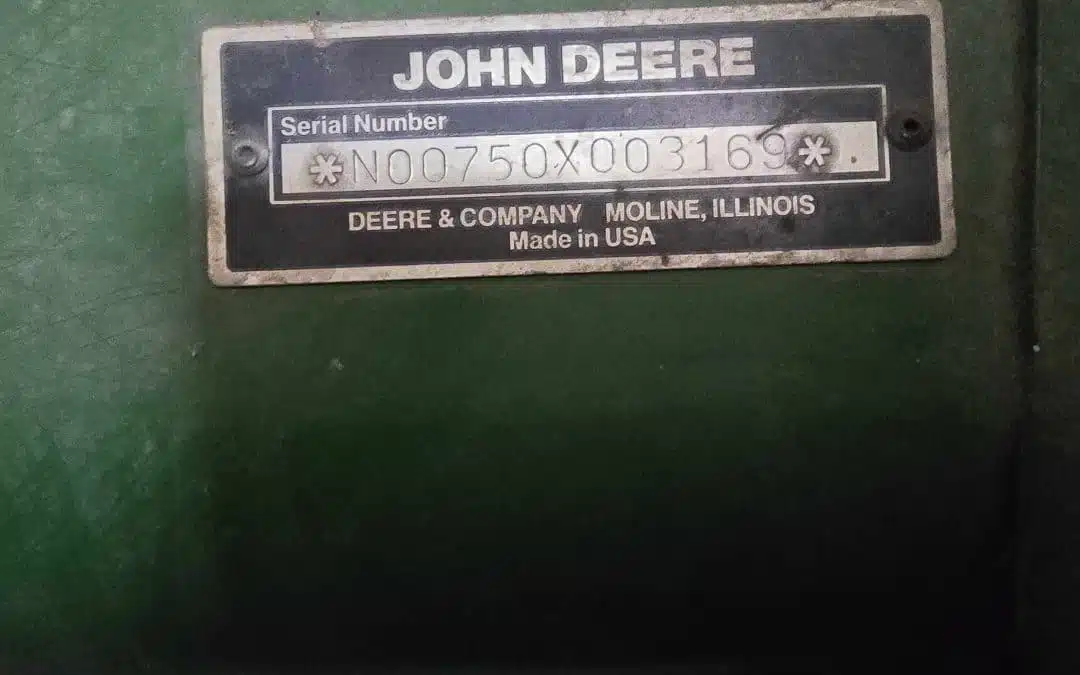 JOHN DEERE
Serial Number
*N00750X003169*
DEERE & COMPANY MOLINE, ILLINOIS
Made in USA